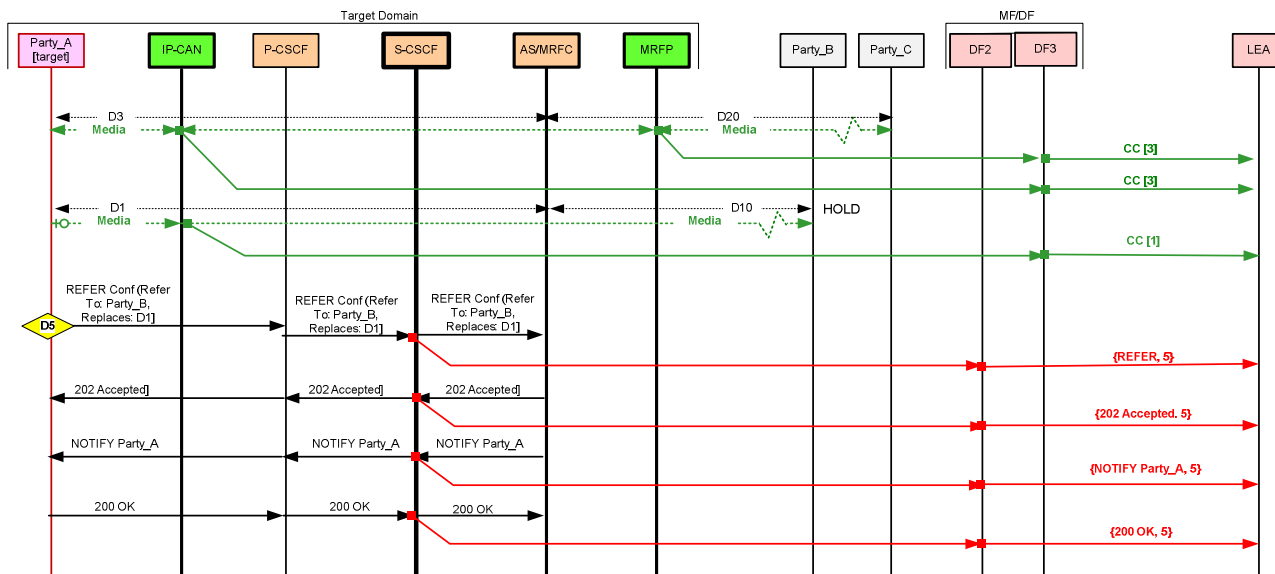 Target Domain
MF/DF
Party_A
[target]
IP-CAN
P-CSCF
S-CSCF
AS/MRFC
MRFP
Party_B
Party_C
DF2
DF3
LEA
D3
D20
Media
Media
CC [3]
CC [3]
D1
D10
HOLD
Media
Media
CC [1]
REFER Conf (Refer
To: Party_B,
Replaces: D1]
REFER Conf (Refer
To: Party_B,
Replaces: D1]
REFER Conf (Refer
To: Party_B,
Replaces: D1]
D5
{REFER, 5}
202 Accepted]
202 Accepted]
202 Accepted]
{202 Accepted. 5}
NOTIFY Party_A
NOTIFY Party_A
NOTIFY Party_A
{NOTIFY Party_A, 5}
200 OK
200 OK
200 OK
{200 OK, 5}